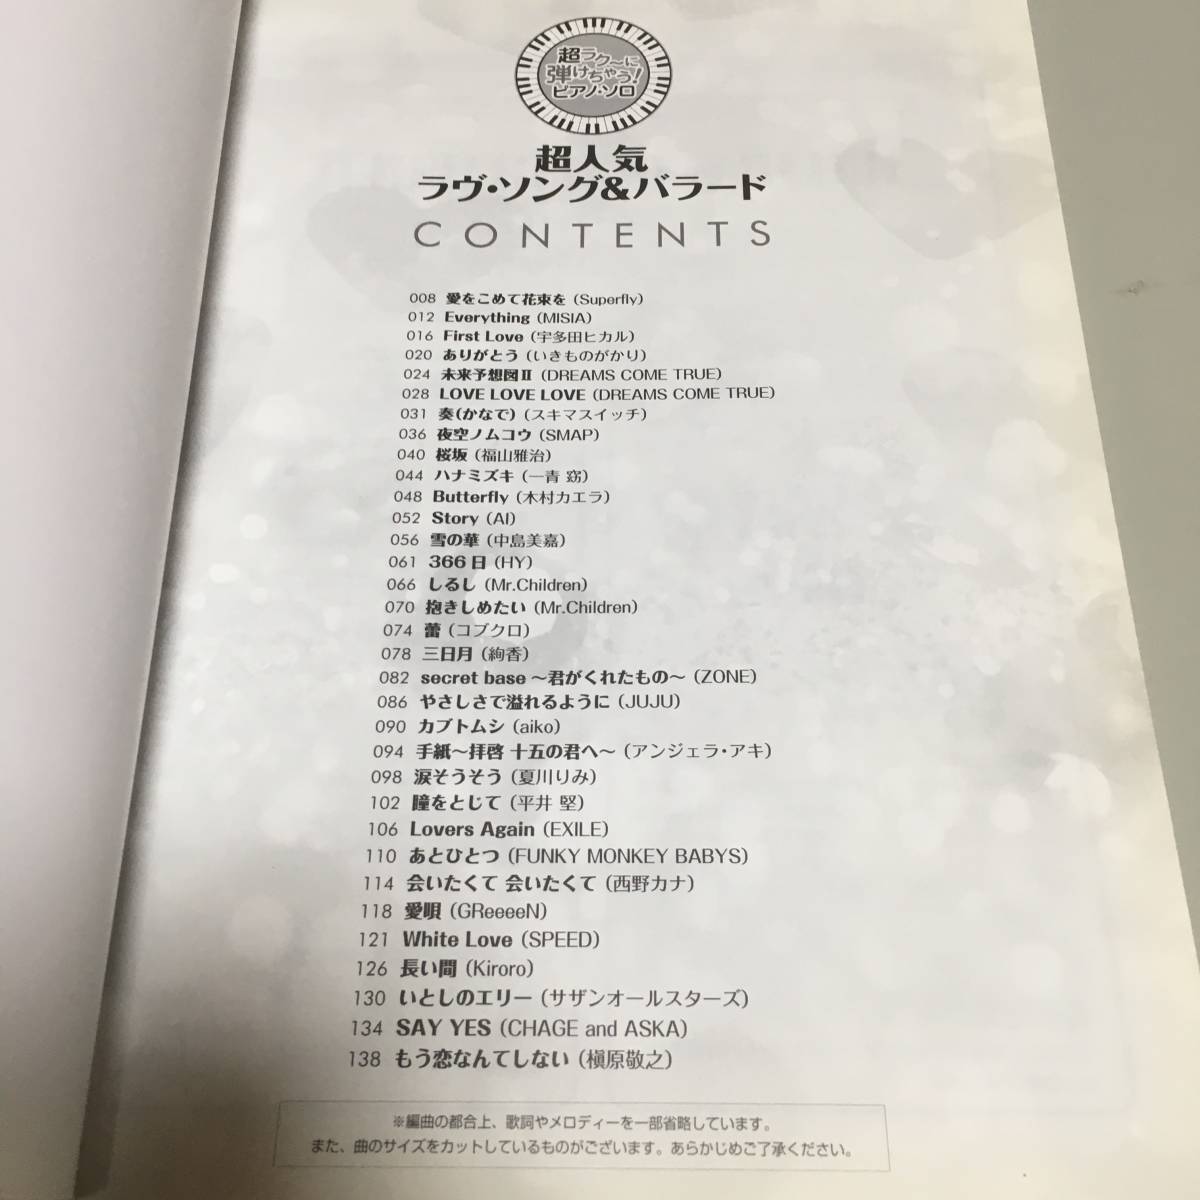 超ラク〜に
弾けちゃう!
ピアノ・ソロ
超人気
ラヴ・ソング&バラード
CONTENTS
008 愛をこめて花束を (Superfly)
012 Everything (MISIA)
016 First Love (宇多田ヒカル)
020 ありがとう (いきものがかり)
024 未来予想図Ⅱ (DREAMS COME TRUE)
028 LOVE LOVE LOVE (DREAMS COME TRUE)
031 奏(かなで) (スキマスイッチ)
036 夜空ノムコウ (SMAP)
040 桜坂 (福山雅治)
044 ハナミズキ (一青 窈)
048 Butterfly (木村カエラ)
052 Story (AI)
056 雪の華 (中島美嘉)
061 366日 (HY)
066 しるし (Mr.Children)
070 抱きしめたい (Mr.Children)
074 蕾 (コブクロ)
078 三日月 (絢香)
082 secret base 〜君がくれたもの〜 (ZONE)
086 やさしさで溢れるように (JUJU)
090 カブトムシ (aiko)
094 手紙〜拝啓 十五の君へ〜 (アンジェラ・アキ)
098 涙そうそう (夏川りみ)
102 瞳をとじて (平井 堅)
106 Lovers Again (EXILE)
110 あとひとつ (FUNKY MONKEY BABYS)
114 会いたくて 会いたくて (西野カナ)
118 愛唄 (GReeeeN)
121 White Love (SPEED)
126 長い間 (Kiroro)
130 いとしのエリー (サザンオールスターズ)
134 SAY YES (CHAGE and ASKA)
138 もう恋なんてしない (槇原敬之)
※編曲の都合上、歌詞やメロディーを一部省略しています。
また、曲のサイズをカットしているものがございます。あらかじめご了承ください。